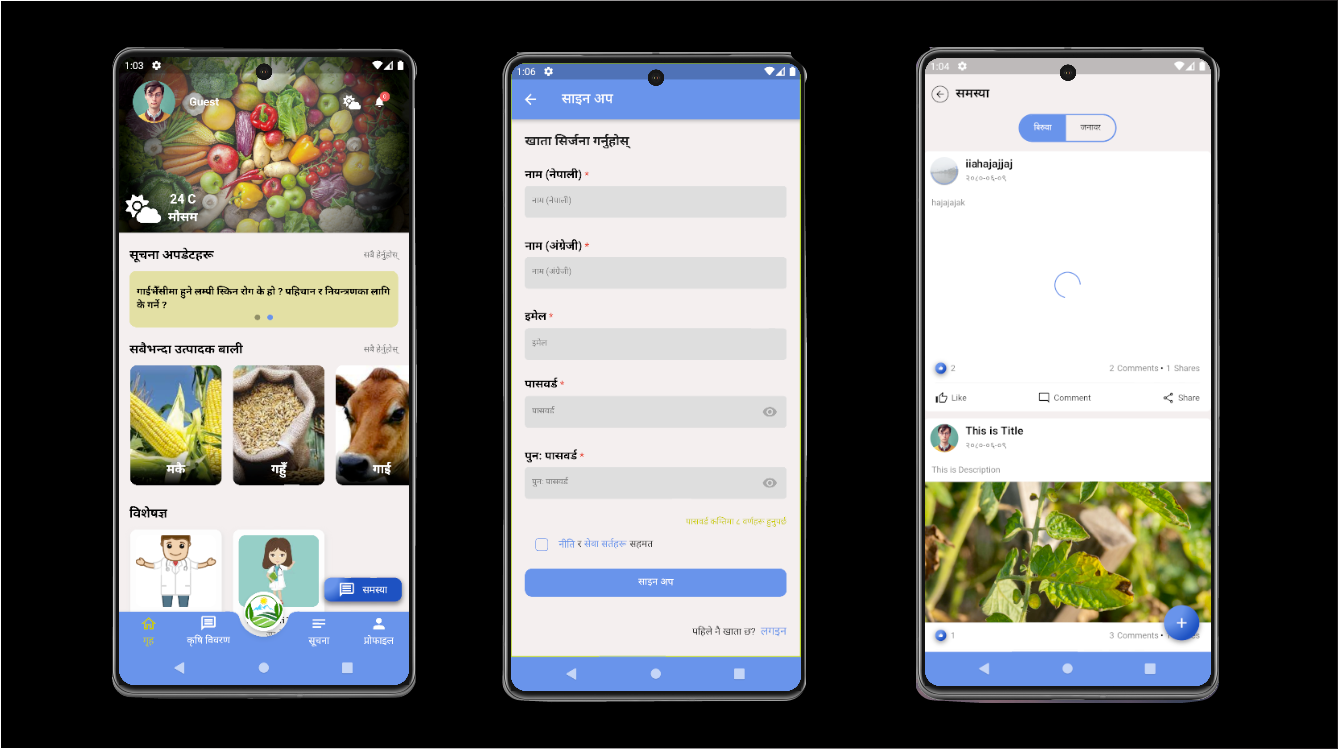 1:03
Guest
24 C
मौसम
सूचना अपडेटहरू
सबै हेर्नुहोस्
गाईभैंसीमा हुने लम्पी स्किन रोग के हो ? पहिचान र नियन्त्रणका लागि
के गर्ने ?
सबैभन्दा उत्पादक बाली
सबै हेर्नुहोस्
मकै
गहुँ
गाई
विशेषज्ञ
समस्या
गृह
कृषि विवरण
सूचना
प्रोफाइल
1:06
साइन अप
खाता सिर्जना गर्नुहोस्
नाम (नेपाली) *
नाम (नेपाली)
नाम (अंग्रेजी) *
नाम (अंग्रेजी)
इमेल *
इमेल
पासवर्ड *
पासवर्ड
पुन: पासवर्ड *
पुन: पासवर्ड
पासवर्ड कम्तिमा ८ वर्णहरू हुनुपर्छ
नीति र सेवा सर्तहरू सहमत
साइन अप
पहिले नै खाता छ? लगइन
1:04
समस्या
बिरुवा
जनावर
iiahajajjaj
२०८०-०६-०९
hajajajak
2
2 Comments • 1 Shares
Like
Comment
Share
This is Title
२०८०-०६-०९
This is Description
1
3 Comments •
+